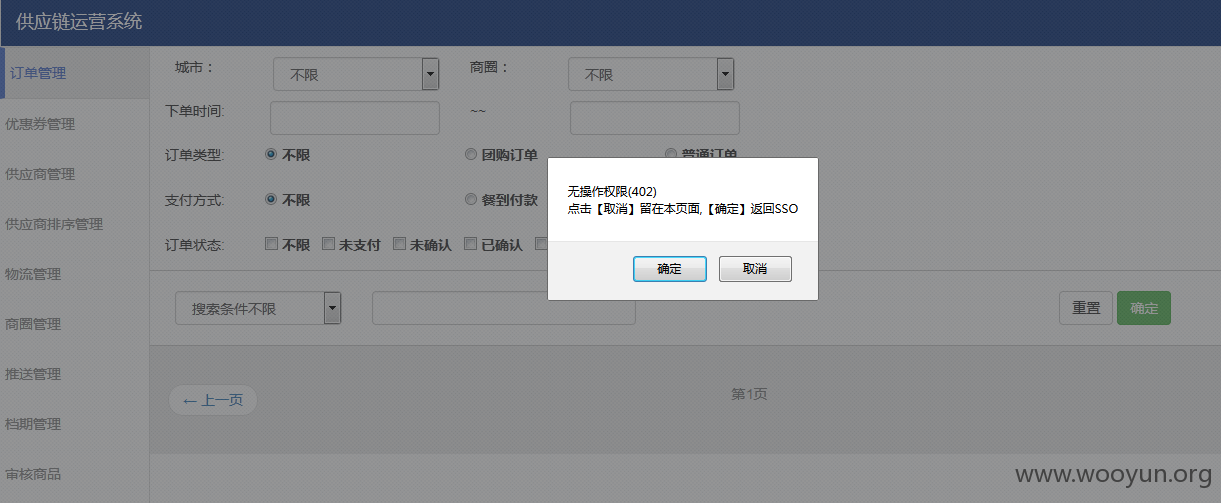 供应链运营系统
订单管理
优惠券管理
供应商管理
供应商排序管理
物流管理
商圈管理
推送管理
档期管理
审核商品
城市： 不限 商圈： 不限
下单时间: ~~
订单类型: 不限 团购订单 普通订单
支付方式: 不限 餐到付款
订单状态: 不限 未支付 未确认 已确认
无操作权限(402)
点击【取消】留在本页面,【确定】返回SSO
确定 取消
搜索条件不限 重置 确定
← 上一页 第1页
www.wooyun.org